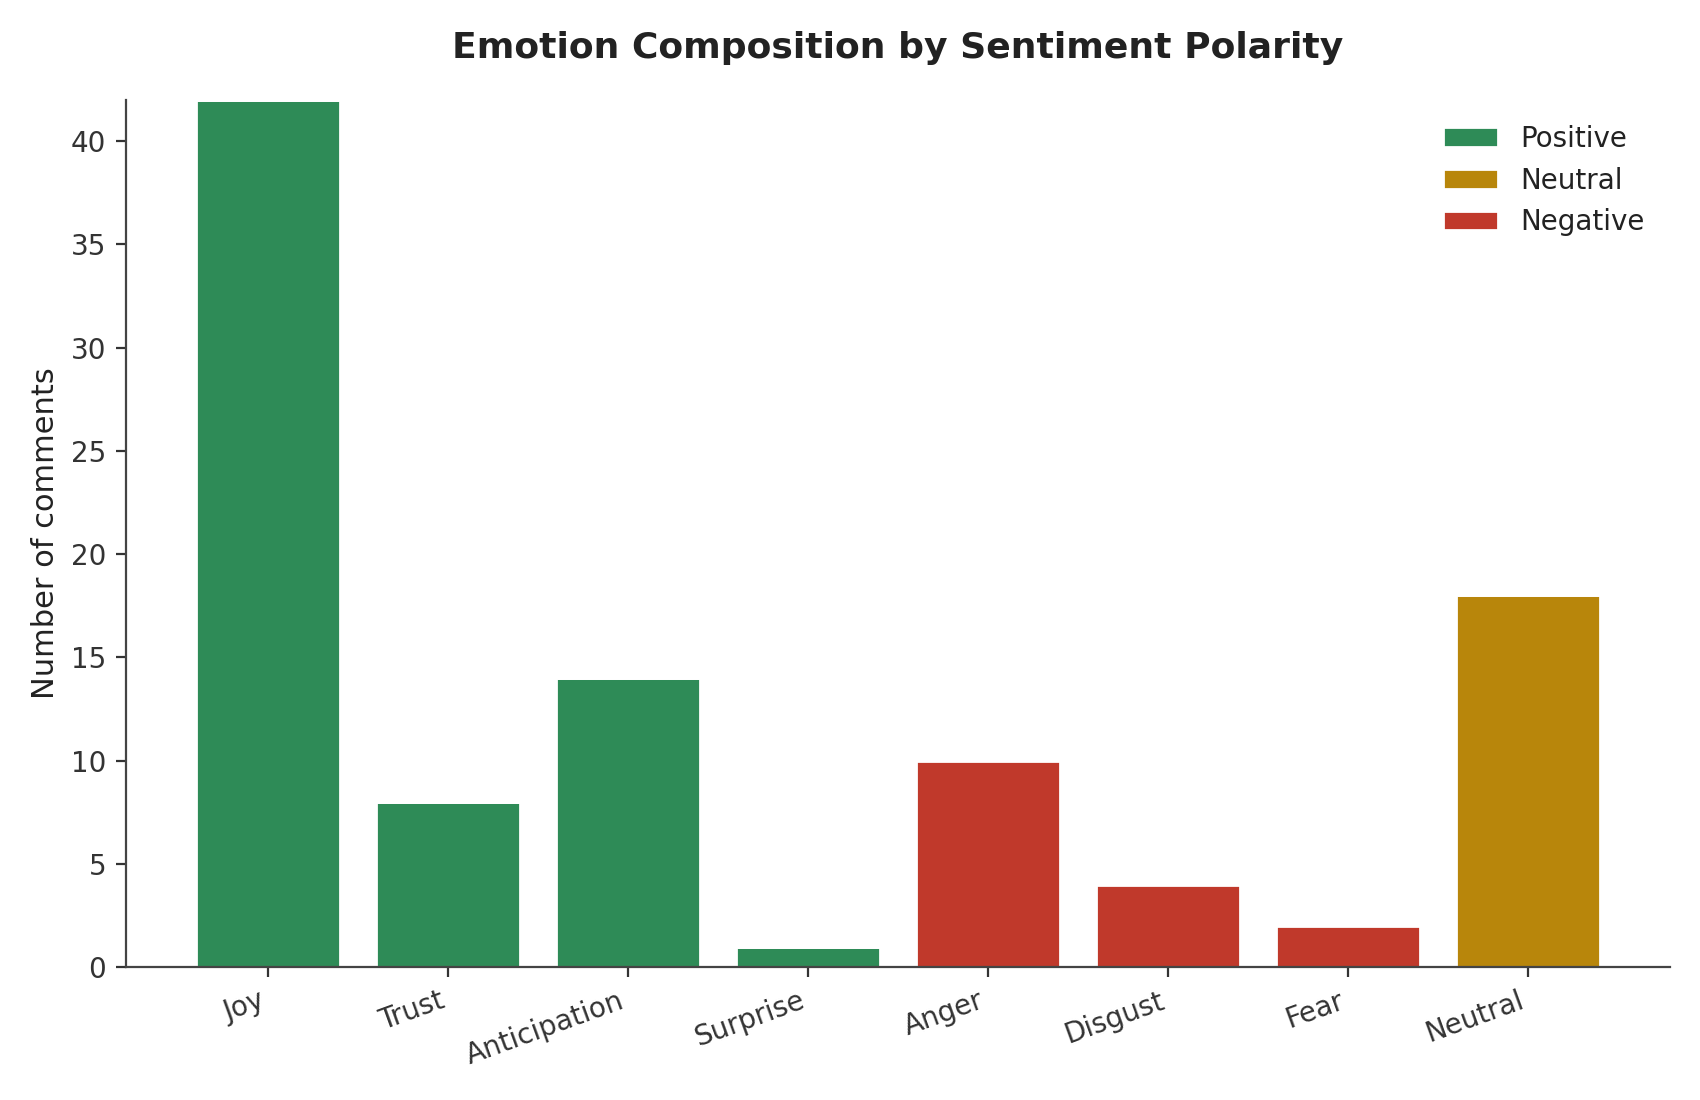 Emotion Composition by Sentiment Polarity
Positive
Neutral
Negative
Number of comments
40
35
30
25
20
15
10
5
0
Joy
Trust
Anticipation
Surprise
Anger
Disgust
Fear
Neutral